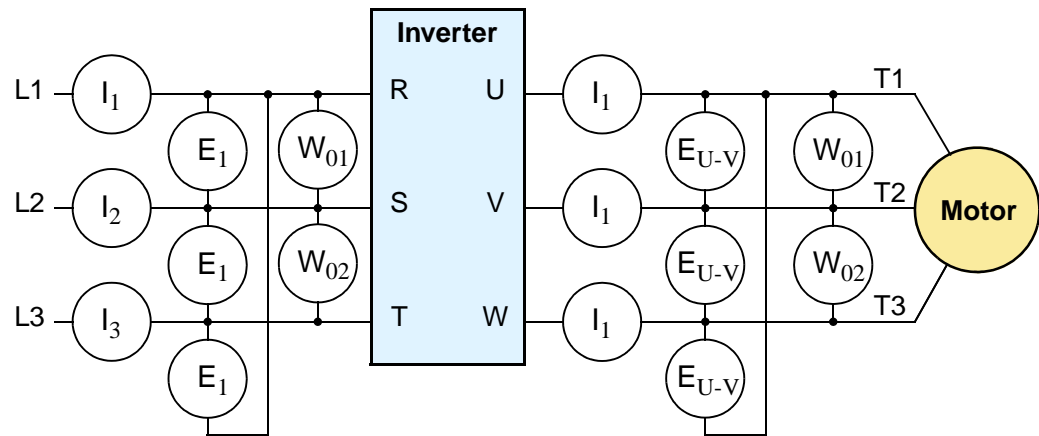 Inverter
L1 I1 R U I1 T1
E1 W01 EU-V W01
L2 I2 S V I1 T2 Motor
E1 W02 EU-V W02
L3 I3 T W I1 T3
E1 EU-V